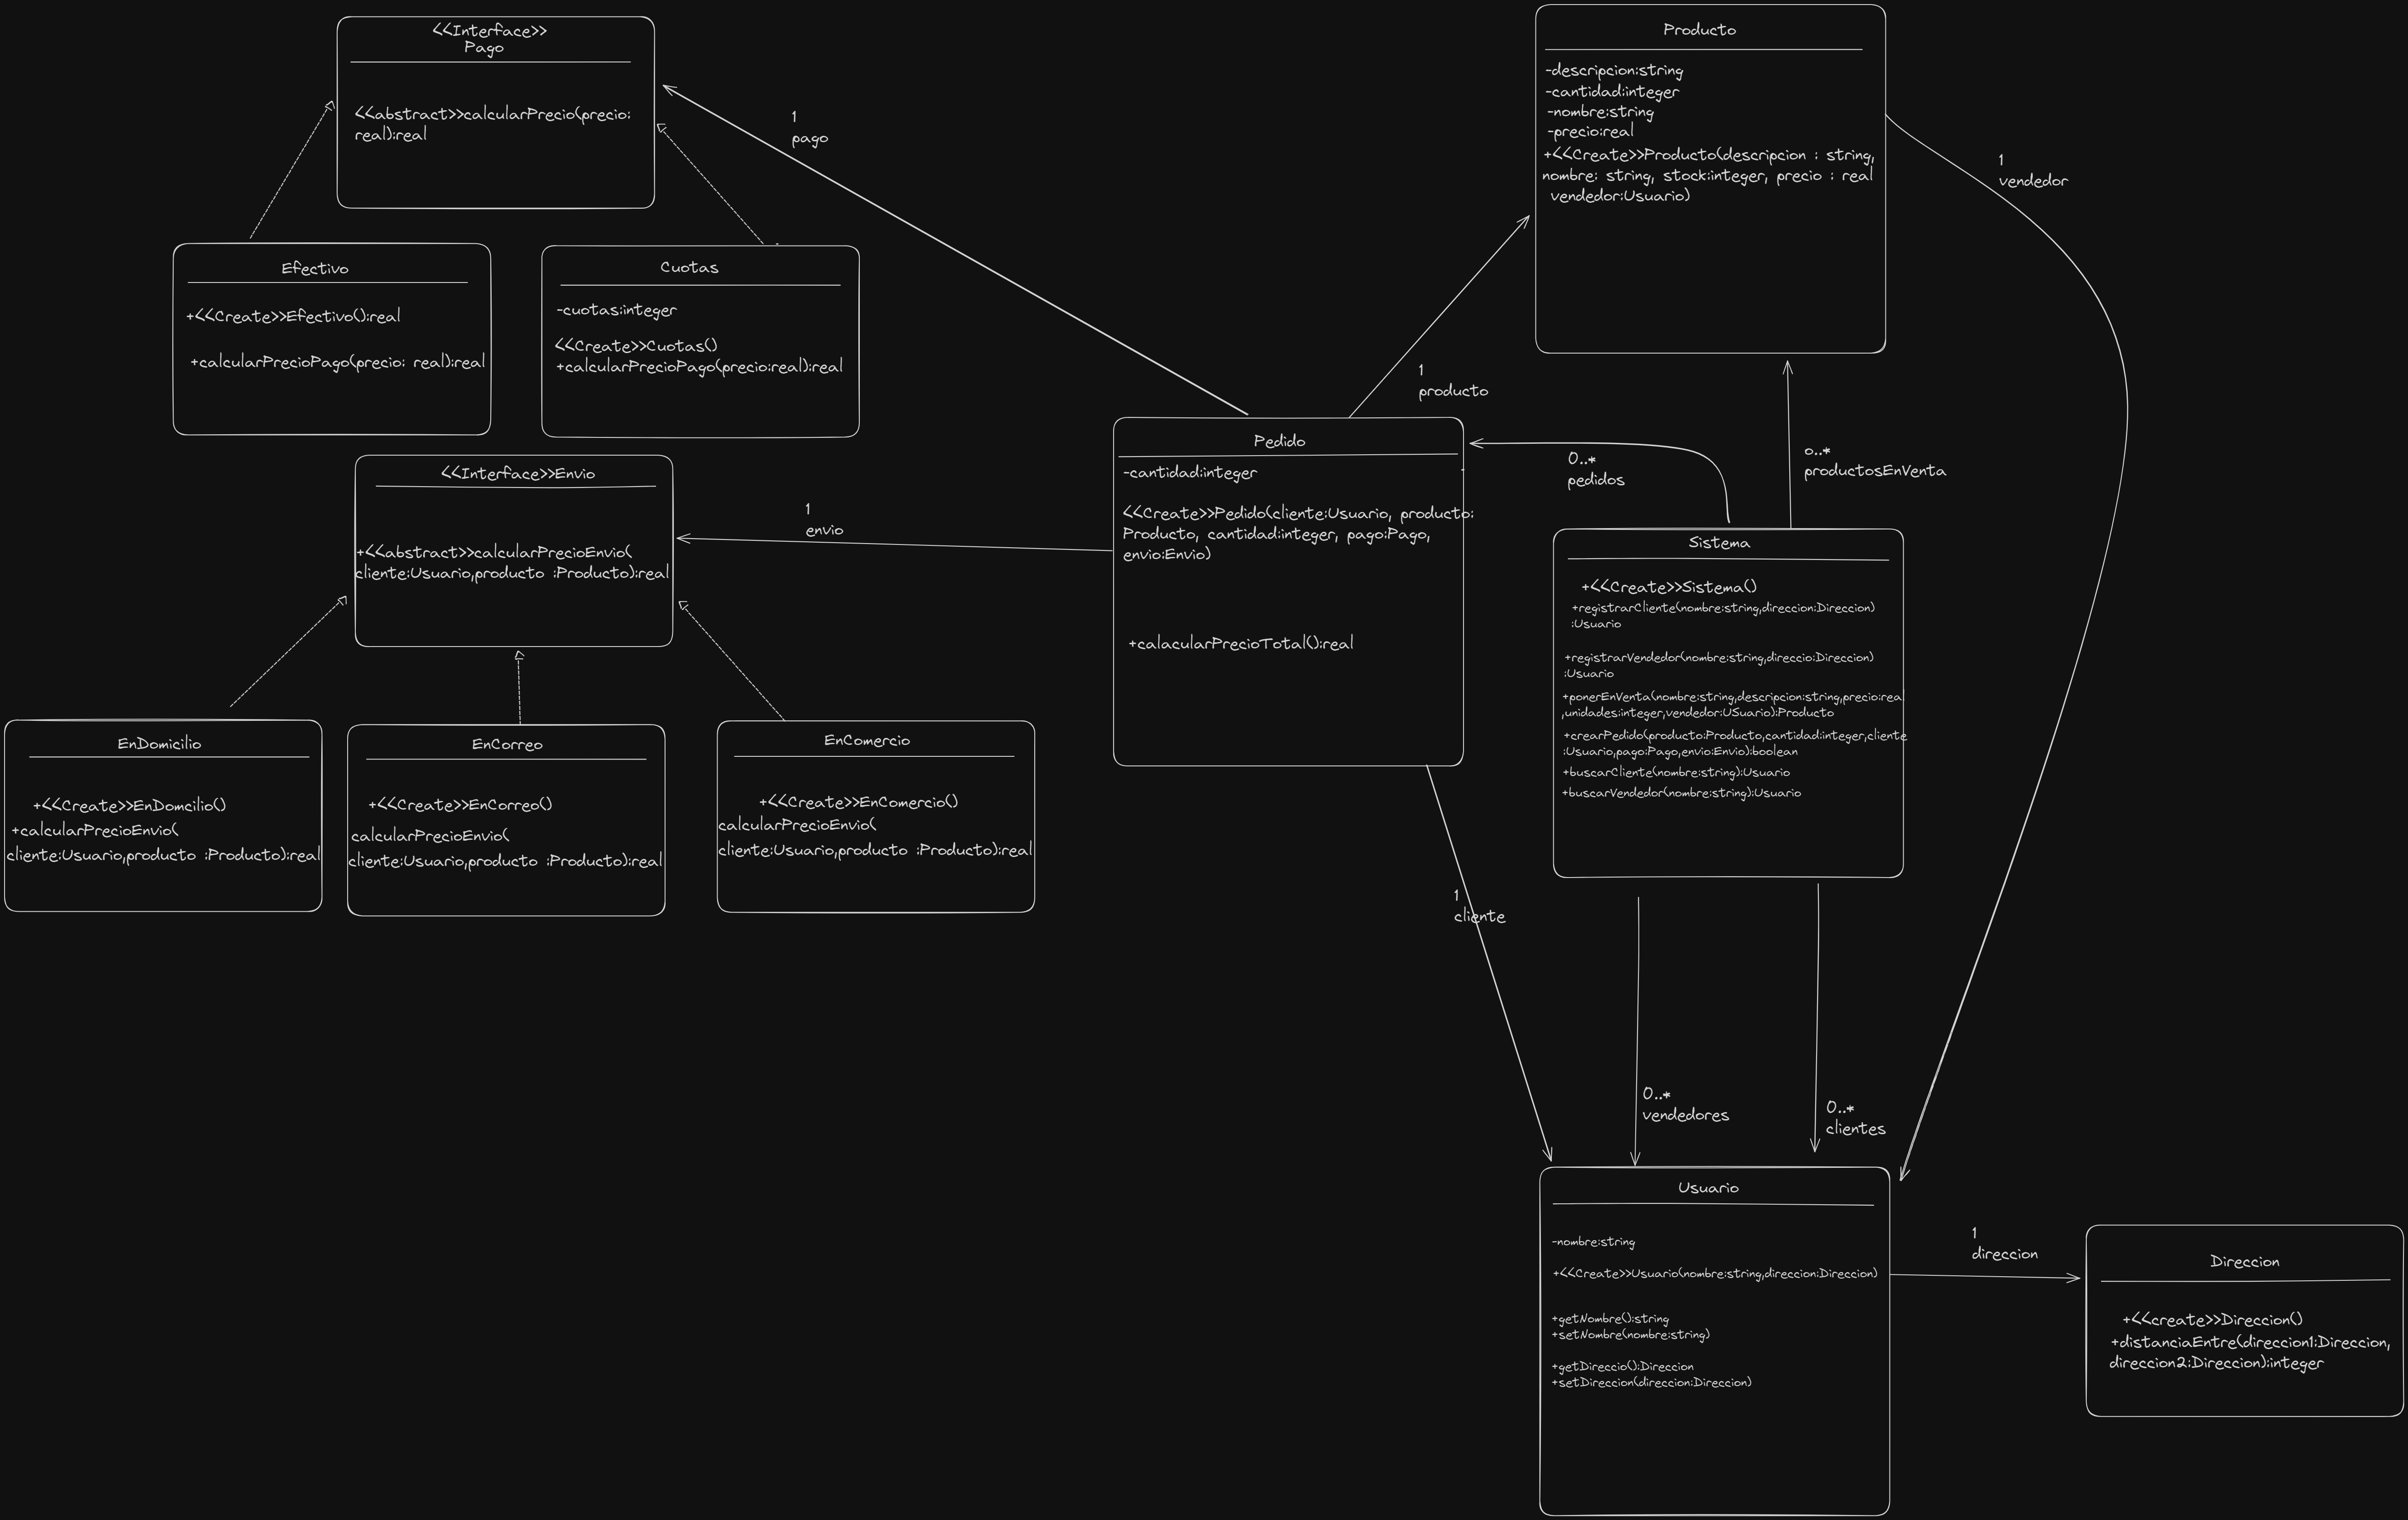 <<Interface>>
Pago
<<abstract>>calcularPrecio(precio:
real):real
Efectivo
+<<Create>>Efectivo():real
+calcularPrecioPago(precio: real):real
Cuotas
-cuotas:integer
<<Create>>Cuotas()
+calcularPrecioPago(precio:real):real
1
pago
<<Interface>>Envio
+<<abstract>>calcularPrecioEnvio(
cliente:Usuario,producto :Producto):real
1
envio
EnDomicilio
+<<Create>>EnDomcilio()
+calcularPrecioEnvio(
cliente:Usuario,producto :Producto):real
EnCorreo
+<<Create>>EnCorreo()
calcularPrecioEnvio(
cliente:Usuario,producto :Producto):real
EnComercio
+<<Create>>EnComercio()
calcularPrecioEnvio(
cliente:Usuario,producto :Producto):real
Pedido
-cantidad:integer
<<Create>>Pedido(cliente:Usuario, producto:
Producto, cantidad:integer, pago:Pago,
envio:Envio)
+calacularPrecioTotal():real
1
producto
Producto
-descripcion:string
-cantidad:integer
-nombre:string
-precio:real
+<<Create>>Producto(descripcion : string,
nombre: string, stock:integer, precio : real
vendedor:Usuario)
1
vendedor
0..*
pedidos
0..*
productosEnVenta
Sistema
+<<Create>>Sistema()
+registrarCliente(nombre:string,direccion:Direccion)
:Usuario
+registrarVendedor(nombre:string,direccio:Direccion)
:Usuario
+ponerEnVenta(nombre:string,descripcion:string,precio:real
,unidades:integer,vendedor:USuario):Producto
+crearPedido(producto:Producto,cantidad:integer,cliente
:Usuario,pago:Pago,envio:Envio):boolean
+buscarCliente(nombre:string):Usuario
+buscarVendedor(nombre:string):Usuario
1
cliente
0..*
vendedores
0..*
clientes
Usuario
-nombre:string
+<<Create>>Usuario(nombre:string,direccion:Direccion)
+getNombre():string
+setNombre(nombre:string)
+getDireccio():Direccion
+setDireccion(direccion:Direccion)
1
direccion
Direccion
+<<create>>Direccion()
+distanciaEntre(direccion1:Direccion,
direccion2:Direccion):integer